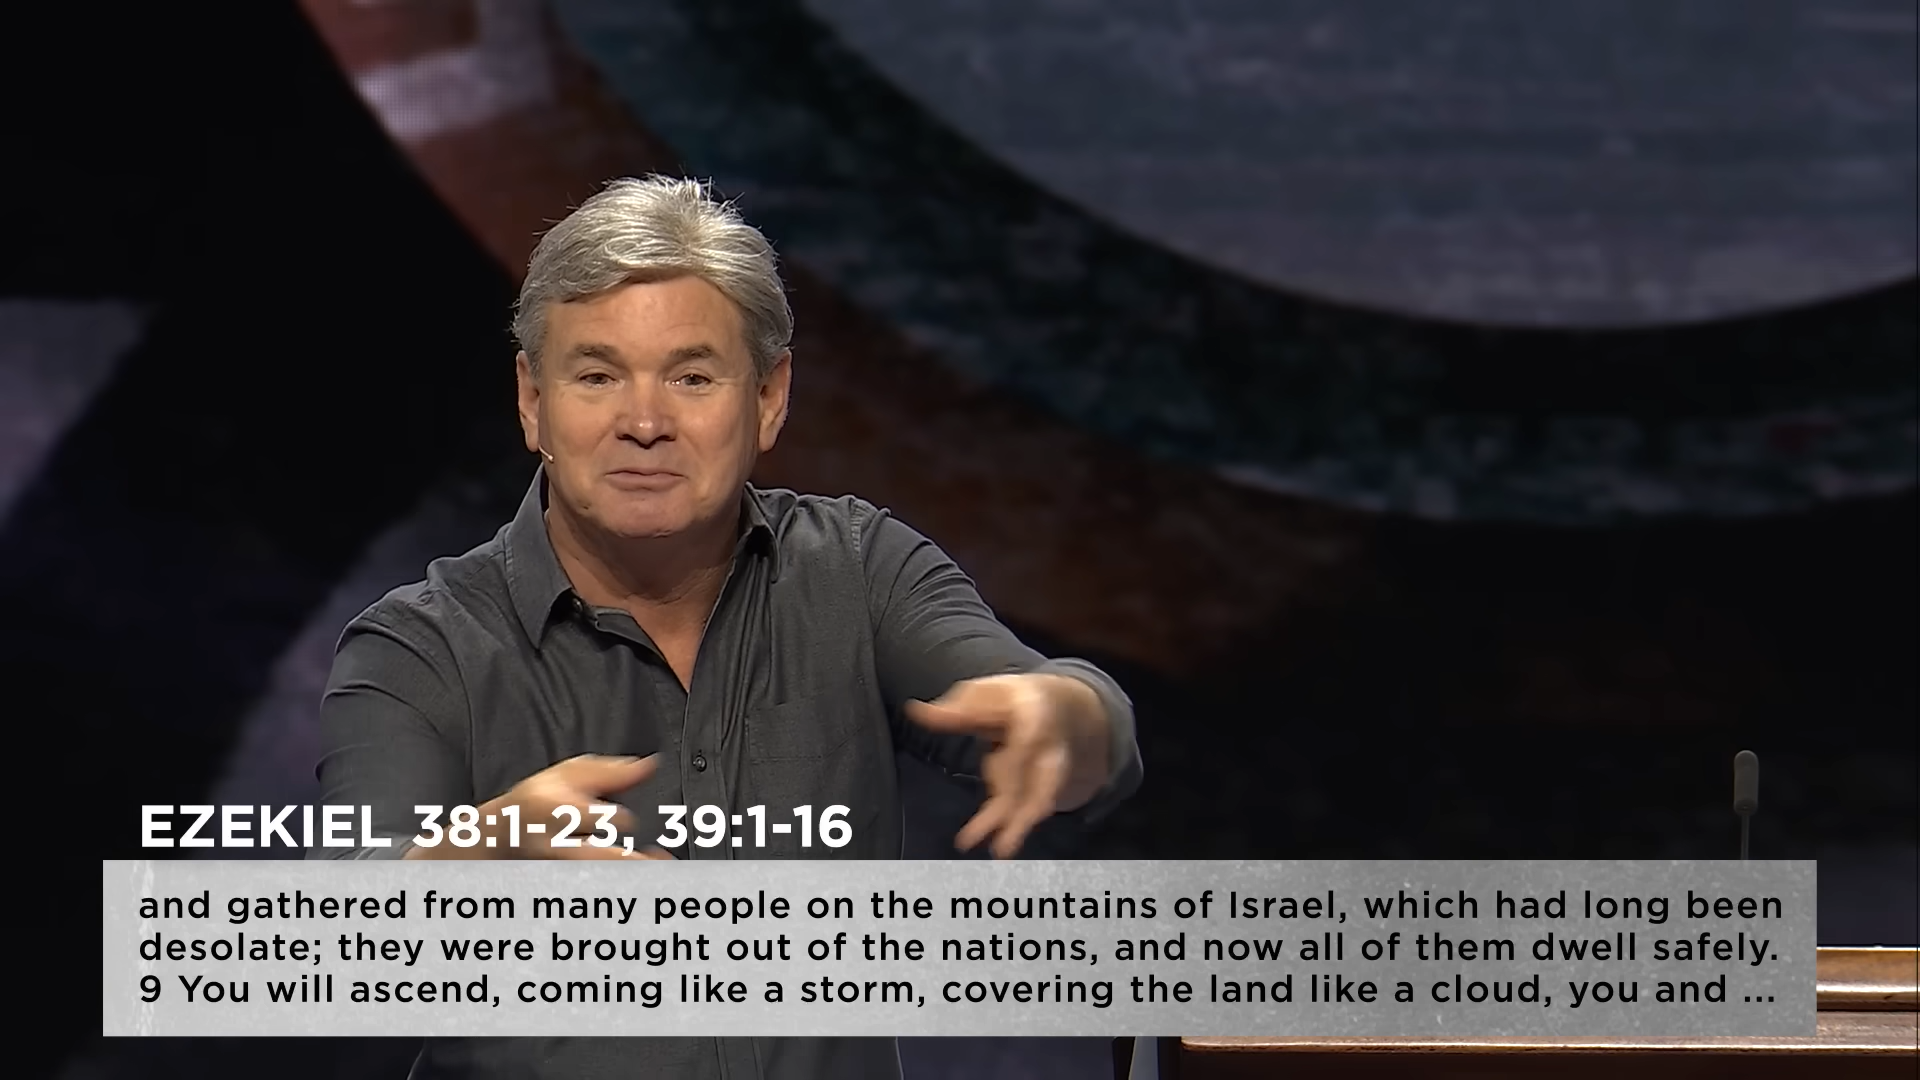 EZEKIEL 38:1-23, 39:1-16
and gathered from many people on the mountains of Israel, which had long been
desolate; they were brought out of the nations, and now all of them dwell safely.
9 You will ascend, coming like a storm, covering the land like a cloud, you and ...